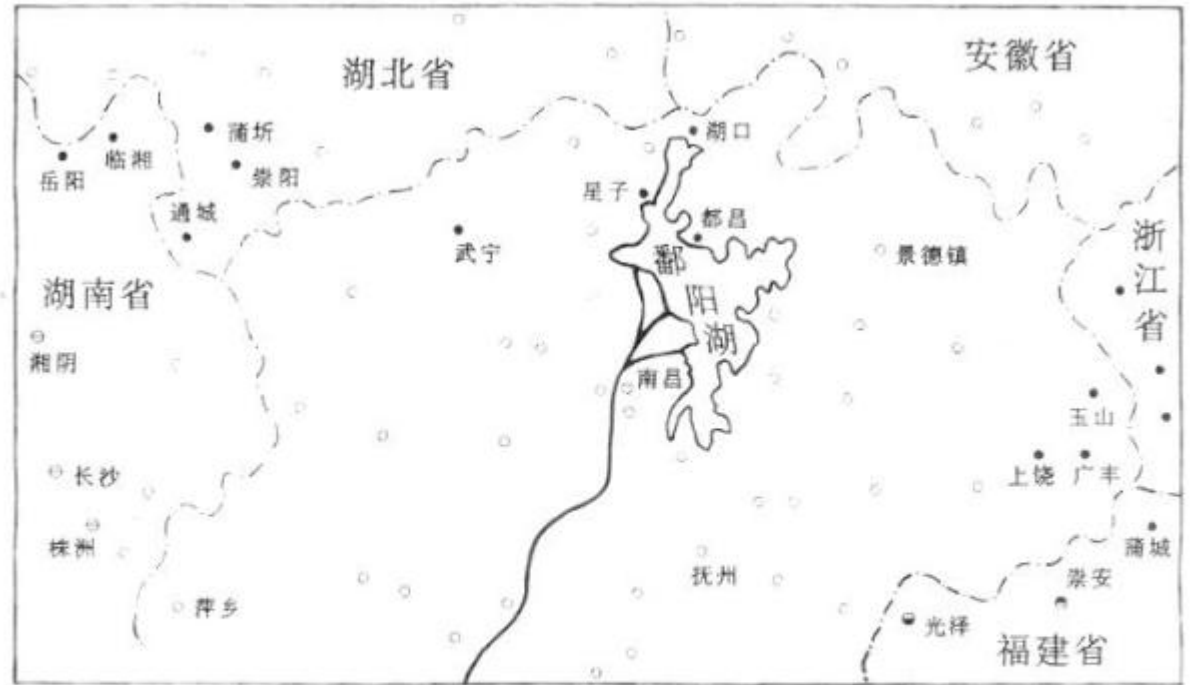 湖北省
安徽省
蒲圻
湖口
临湘
岳阳
崇阳
星子
通城
都昌
武宁
景德镇
浙江省
鄱阳湖
湖南省
湘阴
南昌
玉山
长沙
上饶
广丰
株洲
抚州
蒲城
崇安
萍乡
光泽
福建省